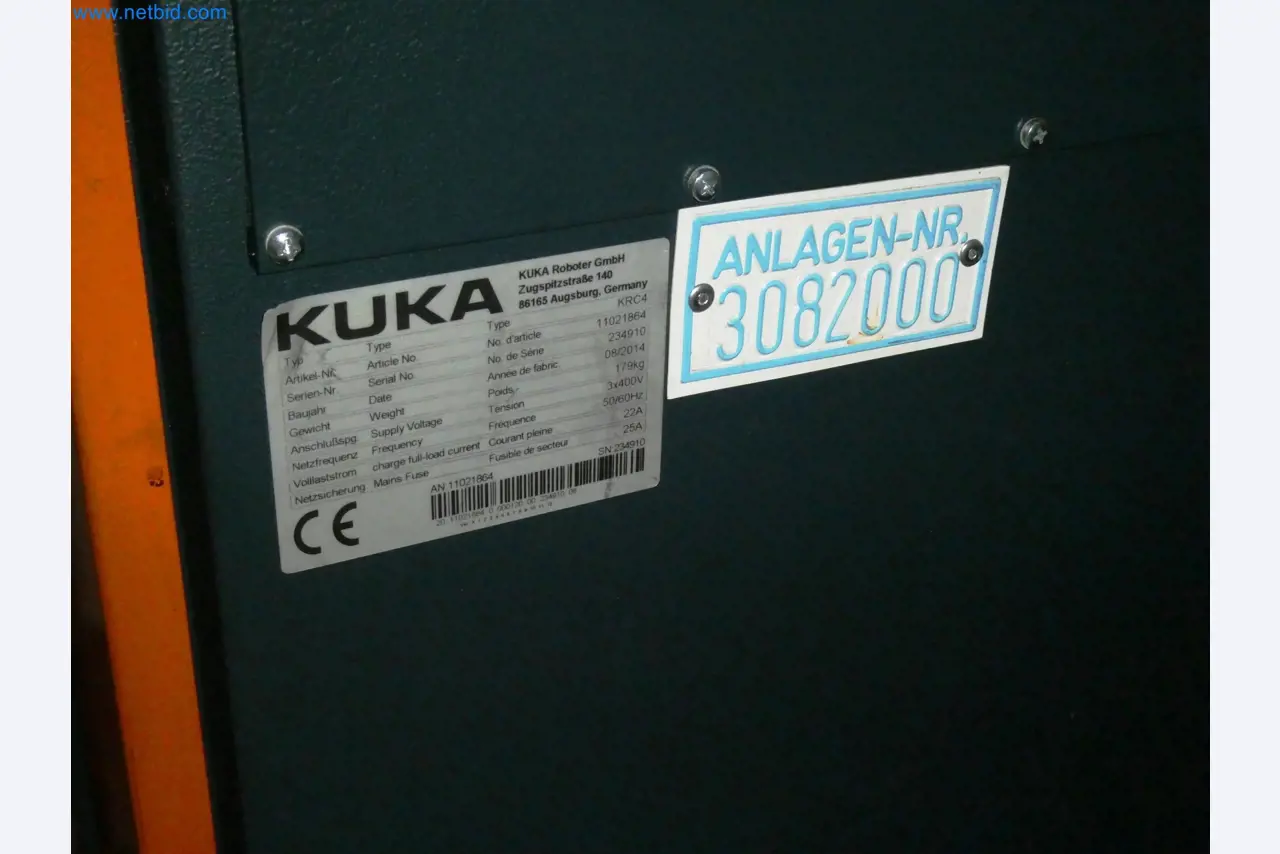 www.netbid.com
KUKA
KUKA Roboter GmbH
Zugspitzstraße 140
86165 Augsburg, Germany
Typ Type Type KRC4
Artikel-Nr. Article No. No. d'article 11021864
Serien-Nr. Serial No. No. de Série 234910
Baujahr Date Année de fabric. 08/2014
Gewicht Weight Poids 179kg
Anschlußspg. Supply Voltage Tension 3x400V
Netzfrequenz Frequency Fréquence 50/60Hz
Volllaststrom charge full-load current Courant pleine 22A
Netzsicherung Mains Fuse Fusible de secteur 25A
AN 11021864 SN:234910
CE
ANLAGEN-NR.
3082000